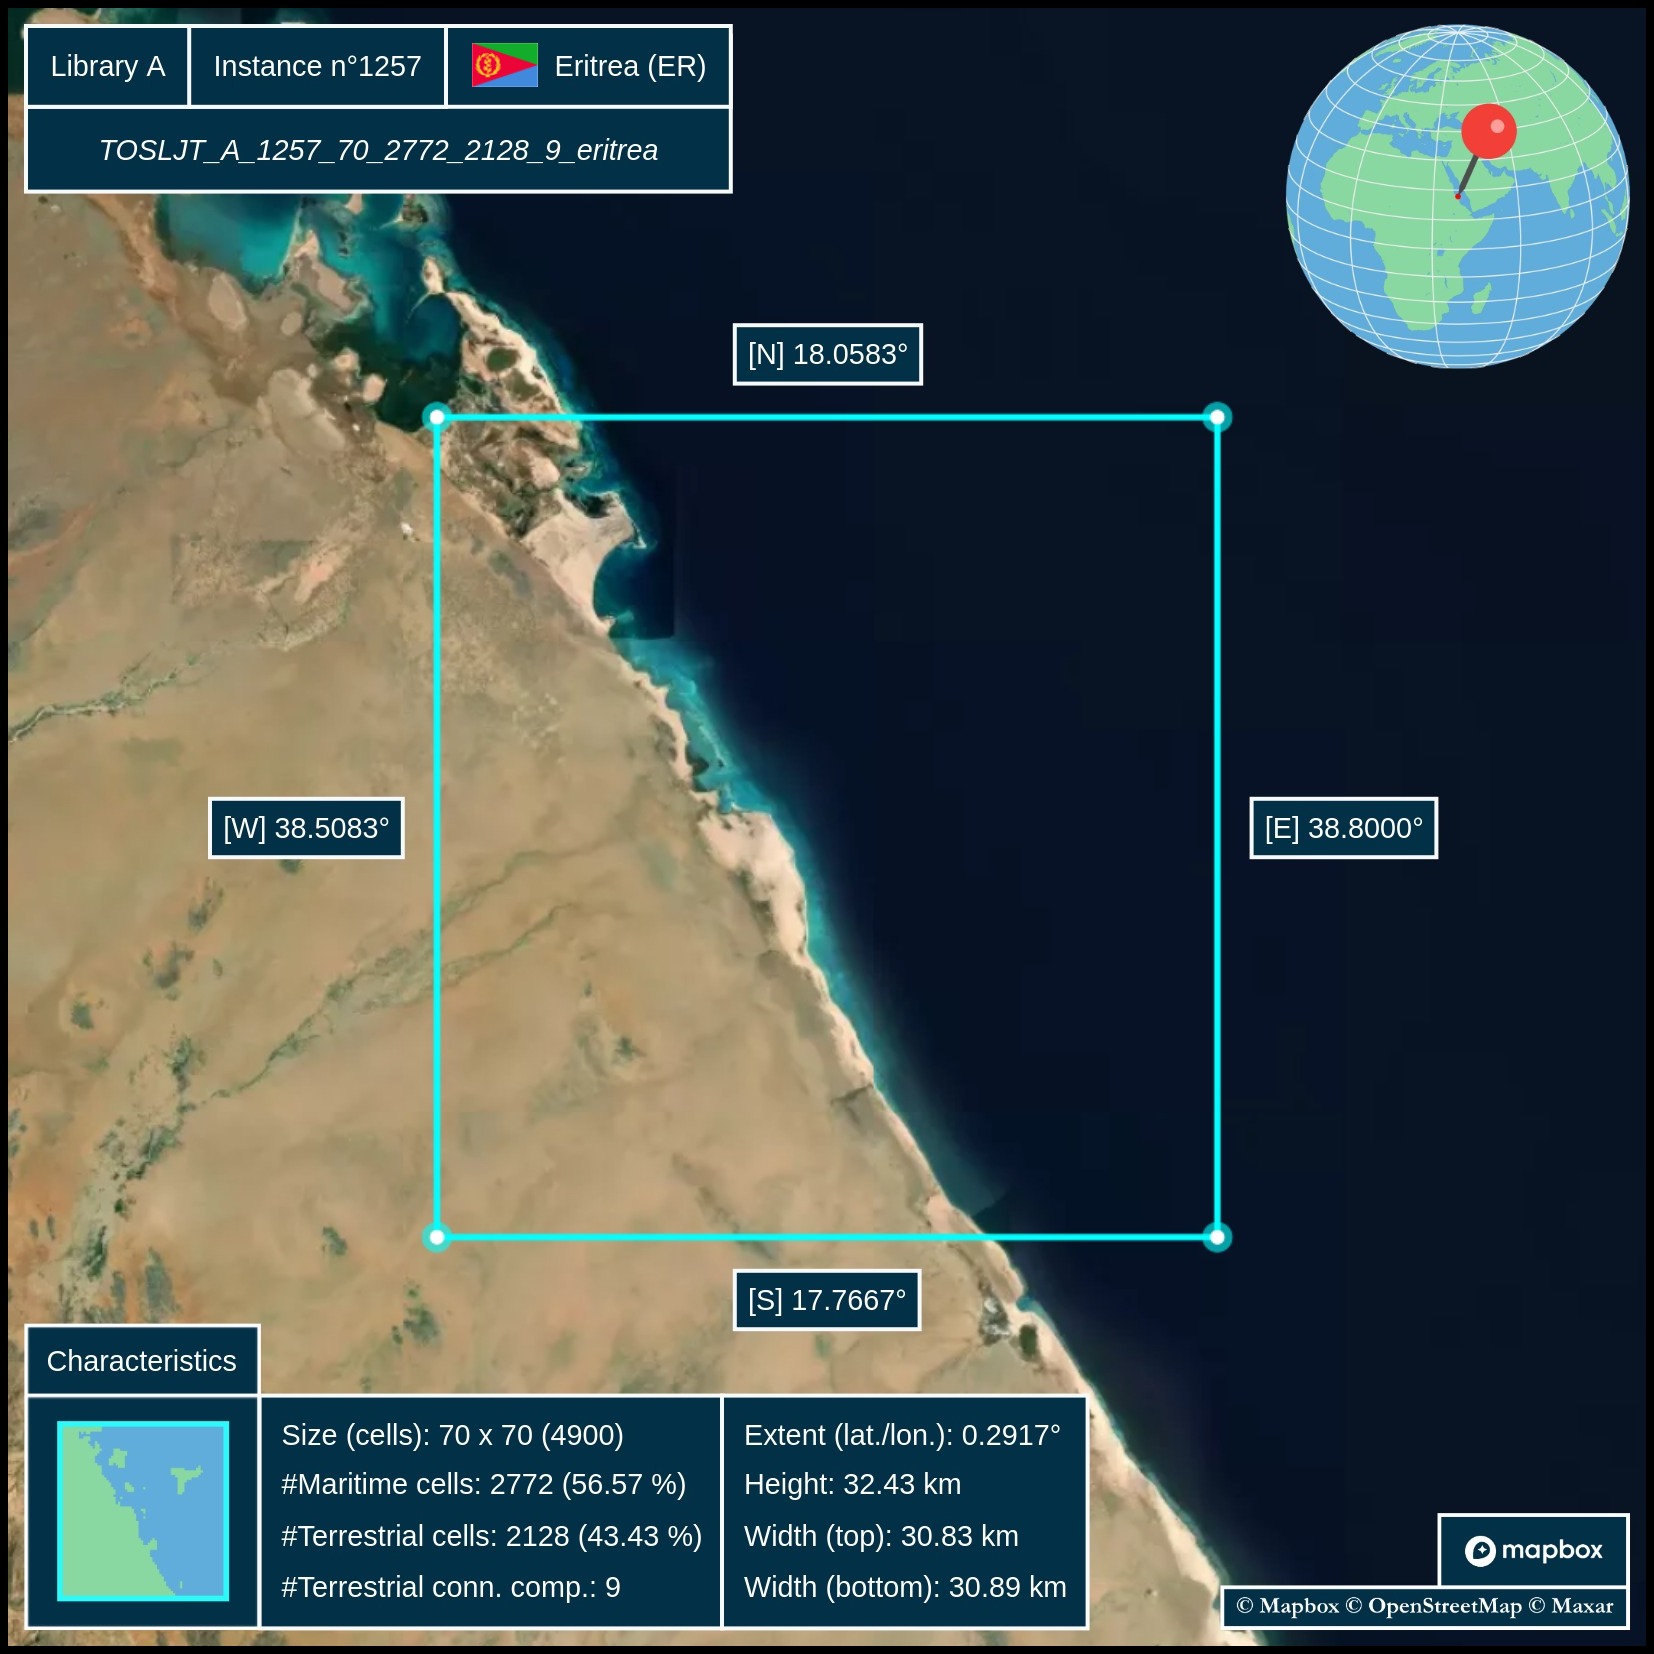 Library A
Instance n°1257
Eritrea (ER)
TOSLJT_A_1257_70_2772_2128_9_eritrea
[N] 18.0583°
[W] 38.5083°
[E] 38.8000°
[S] 17.7667°
Characteristics
Size (cells): 70 x 70 (4900)
#Maritime cells: 2772 (56.57 %)
#Terrestrial cells: 2128 (43.43 %)
#Terrestrial conn. comp.: 9
Extent (lat./lon.): 0.2917°
Height: 32.43 km
Width (top): 30.83 km
Width (bottom): 30.89 km
mapbox
© Mapbox © OpenStreetMap © Maxar